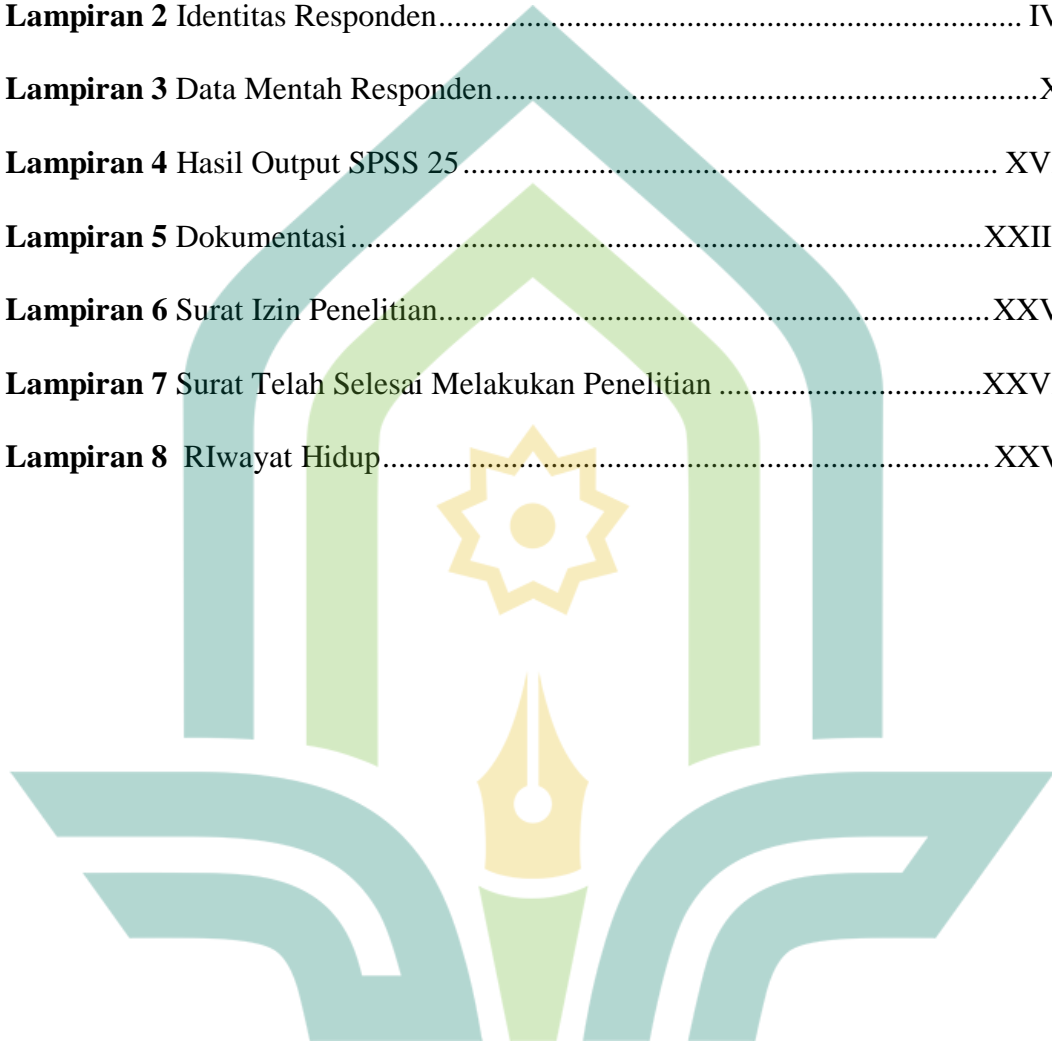 Lampiran 2 Identitas Responden........................................................................ IV
Lampiran 3 Data Mentah Responden...................................................................X
Lampiran 4 Hasil Output SPSS 25.................................................................. XV
Lampiran 5 Dokumentasi..............................................................................XXII
Lampiran 6 Surat Izin Penelitian....................................................................XXV
Lampiran 7 Surat Telah Selesai Melakukan Penelitian ................................XXV
Lampiran 8 RIwayat Hidup........................................................................... XXV